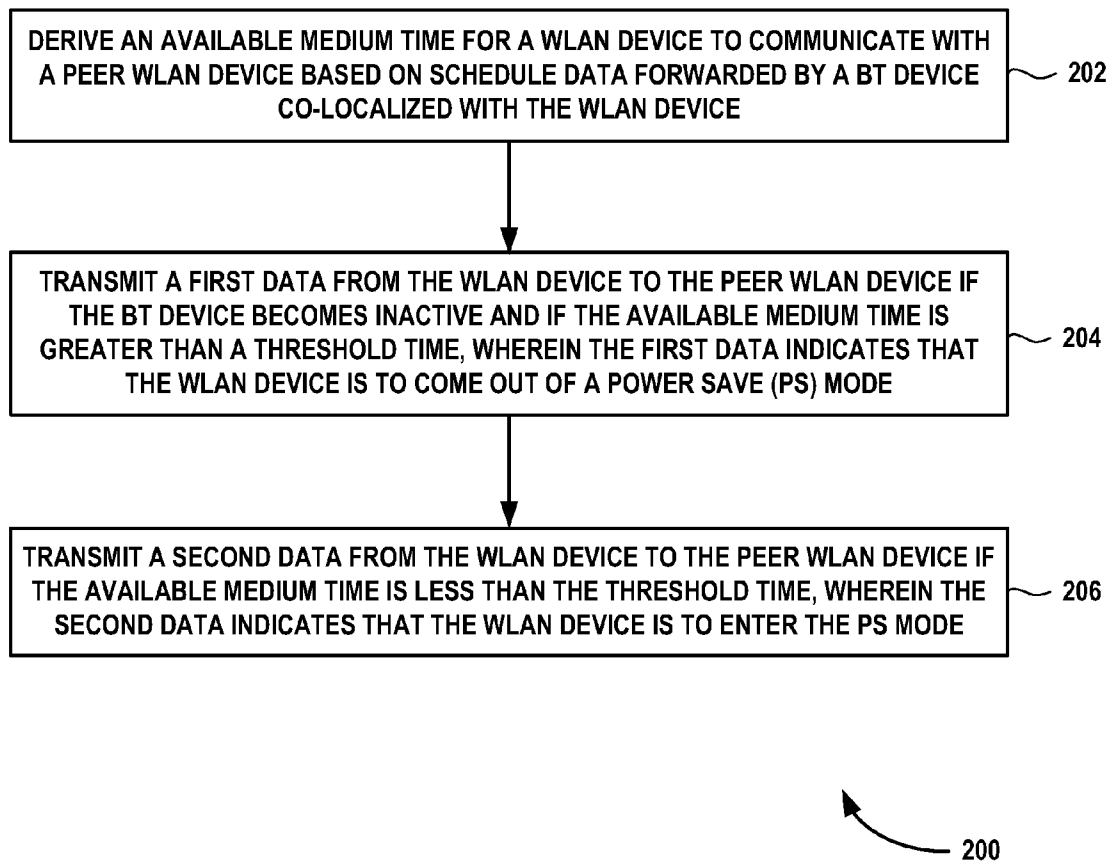 DERIVE AN AVAILABLE MEDIUM TIME FOR A WLAN DEVICE TO COMMUNICATE WITH
A PEER WLAN DEVICE BASED ON SCHEDULE DATA FORWARDED BY A BT DEVICE
CO-LOCALIZED WITH THE WLAN DEVICE
202
TRANSMIT A FIRST DATA FROM THE WLAN DEVICE TO THE PEER WLAN DEVICE IF
THE BT DEVICE BECOMES INACTIVE AND IF THE AVAILABLE MEDIUM TIME IS
GREATER THAN A THRESHOLD TIME, WHEREIN THE FIRST DATA INDICATES THAT
THE WLAN DEVICE IS TO COME OUT OF A POWER SAVE (PS) MODE
204
TRANSMIT A SECOND DATA FROM THE WLAN DEVICE TO THE PEER WLAN DEVICE IF
THE AVAILABLE MEDIUM TIME IS LESS THAN THE THRESHOLD TIME, WHEREIN THE
SECOND DATA INDICATES THAT THE WLAN DEVICE IS TO ENTER THE PS MODE
206
200